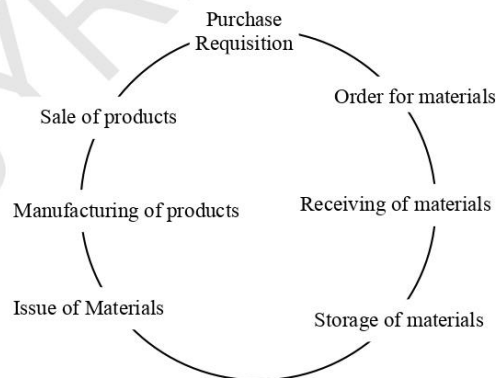 Purchase
Requisition
Order for materials
Receiving of materials
Storage of materials
Issue of Materials
Manufacturing of products
Sale of products